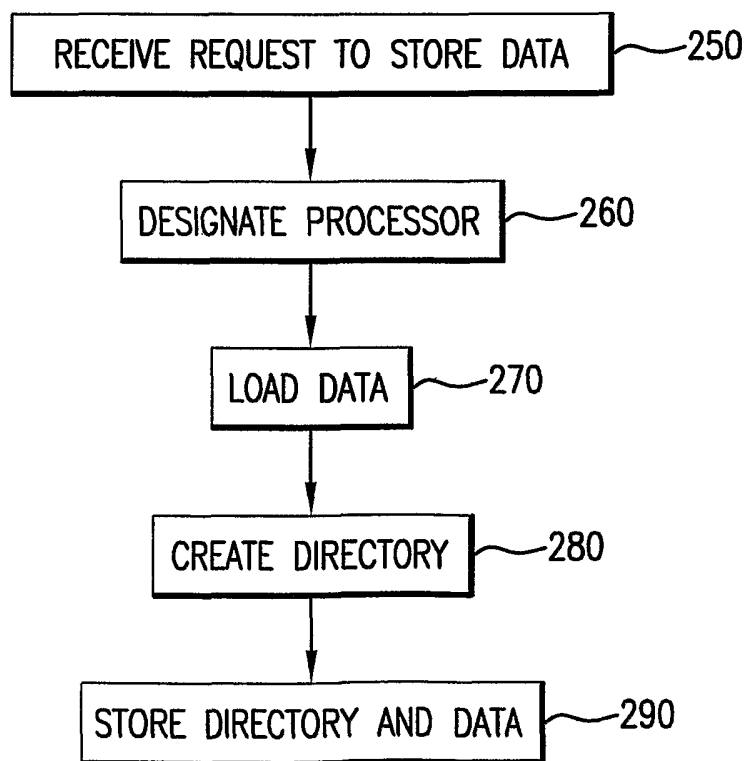 RECEIVE REQUEST TO STORE DATA 250
DESIGNATE PROCESSOR 260
LOAD DATA 270
CREATE DIRECTORY 280
STORE DIRECTORY AND DATA 290